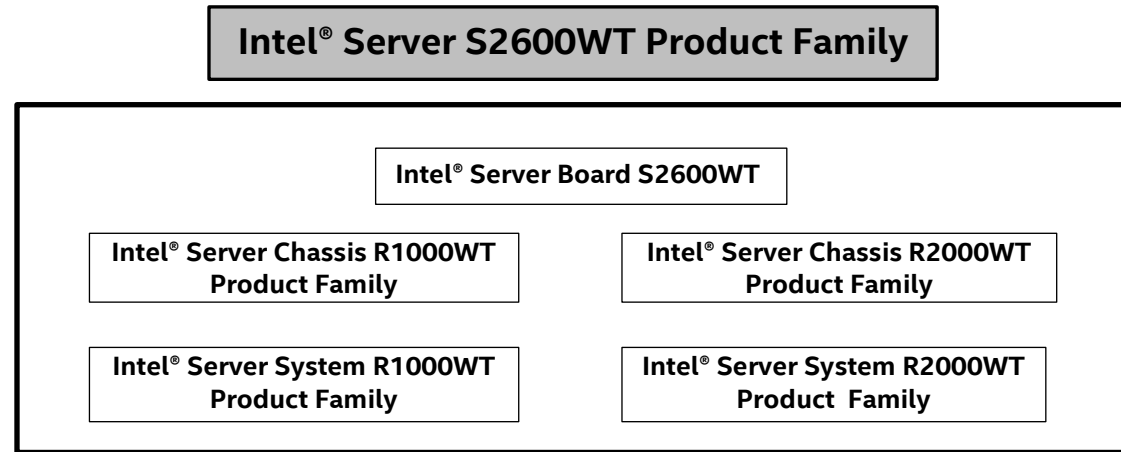 Intel® Server S2600WT Product Family
Intel® Server Board S2600WT
Intel® Server Chassis R1000WT
Product Family
Intel® Server Chassis R2000WT
Product Family
Intel® Server System R1000WT
Product Family
Intel® Server System R2000WT
Product Family